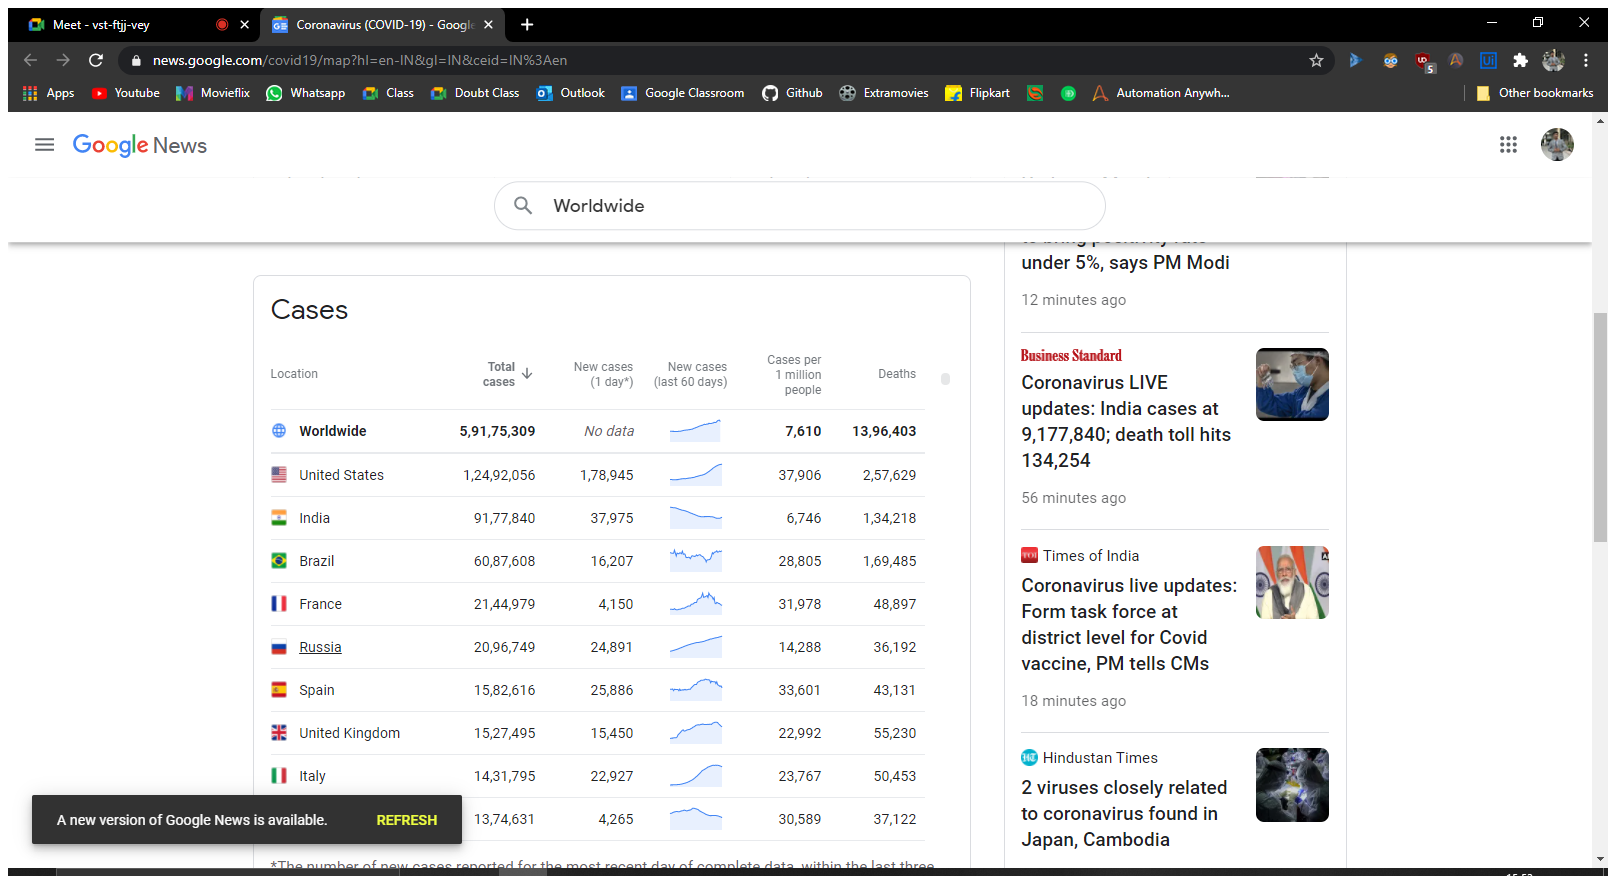 Meet - vst-ftjj-vey
Coronavirus (COVID-19) - Google
news.google.com/covid19/map?hl=en-IN&gl=IN&ceid=IN%3Aen
5
Apps Youtube Movieflix Whatsapp Class Doubt Class Outlook Google Classroom Github Extramovies Flipkart Automation Anywh... Other bookmarks
Google News
Worldwide
Cases
Location Total cases New cases (1 day*) New cases (last 60 days) Cases per 1 million people Deaths
Worldwide 5,91,75,309 No data 7,610 13,96,403
United States 1,24,92,056 1,78,945 37,906 2,57,629
India 91,77,840 37,975 6,746 1,34,218
Brazil 60,87,608 16,207 28,805 1,69,485
France 21,44,979 4,150 31,978 48,897
Russia 20,96,749 24,891 14,288 36,192
Spain 15,82,616 25,886 33,601 43,131
United Kingdom 15,27,495 15,450 22,992 55,230
Italy 14,31,795 22,927 23,767 50,453
13,74,631 4,265 30,589 37,122
*The number of new cases reported for the most recent day of complete data, within the last three
A new version of Google News is available. REFRESH
to bring positivity rate
under 5%, says PM Modi
12 minutes ago
Business Standard
Coronavirus LIVE
updates: India cases at
9,177,840; death toll hits
134,254
56 minutes ago
TOI Times of India
Coronavirus live updates:
Form task force at
district level for Covid
vaccine, PM tells CMs
18 minutes ago
HT Hindustan Times
2 viruses closely related
to coronavirus found in
Japan, Cambodia